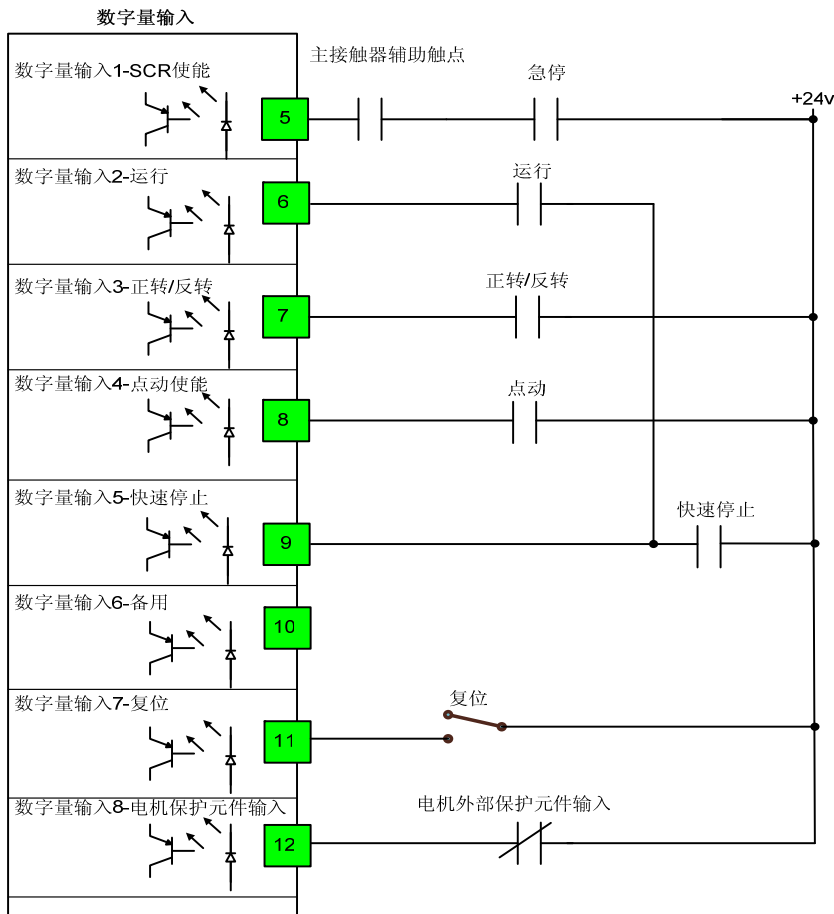 数字量输入
数字量输入1-SCR使能
主接触器辅助触点
急停
+24v
5
数字量输入2-运行
运行
6
数字量输入3-正转/反转
正转/反转
7
数字量输入4-点动使能
点动
8
数字量输入5-快速停止
快速停止
9
数字量输入6-备用
10
数字量输入7-复位
复位
11
数字量输入8-电机保护元件输入
电机外部保护元件输入
12